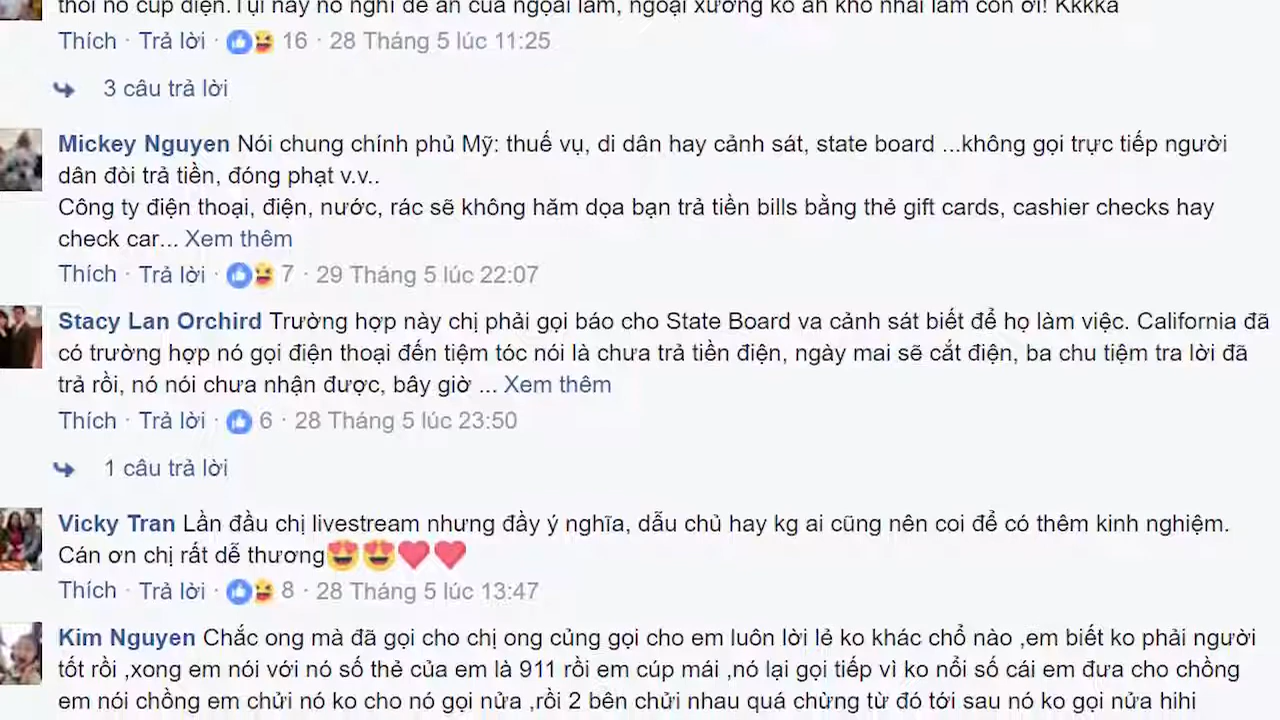 thôi nó cúp điện.Tụi này nó nghĩ dễ ăn của ngoại lắm, ngoại xương ko ăn khó nhai lắm con ơi! Kkkka
Thích · Trả lời · 16 · 28 Tháng 5 lúc 11:25
3 câu trả lời
Mickey Nguyen Nói chung chính phủ Mỹ: thuế vụ, di dân hay cảnh sát, state board ...không gọi trực tiếp người
dân đòi trả tiền, đóng phạt v.v..
Công ty điện thoại, điện, nước, rác sẽ không hăm dọa bạn trả tiền bills bằng thẻ gift cards, cashier checks hay
check car... Xem thêm
Thích · Trả lời · 7 · 29 Tháng 5 lúc 22:07
Stacy Lan Orchird Trường hợp này chị phải gọi báo cho State Board va cảnh sát biết để họ làm việc. California đã
có trường hợp nó gọi điện thoại đến tiệm tóc nói là chưa trả tiền điện, ngày mai sẽ cắt điện, ba chu tiệm tra lời đã
trả rồi, nó nói chưa nhận được, bây giờ ... Xem thêm
Thích · Trả lời · 6 · 28 Tháng 5 lúc 23:50
1 câu trả lời
Vicky Tran Lần đầu chị livestream nhưng đầy ý nghĩa, dẫu chủ hay kg ai cũng nên coi để có thêm kinh nghiệm.
Cán ơn chị rất dễ thương😍😍❤️❤️
Thích · Trả lời · 8 · 28 Tháng 5 lúc 13:47
Kim Nguyen Chắc ong mà đã gọi cho chị ong củng gọi cho em luôn lời lẻ ko khác chổ nào ,em biết ko phải người
tốt rồi ,xong em nói với nó số thẻ của em là 911 rồi em cúp mái ,nó lại gọi tiếp vì ko nổi số cái em đưa cho chồng
em nói chồng em chửi nó ko cho nó gọi nửa ,rồi 2 bên chửi nhau quá chừng từ đó tới sau nó ko gọi nửa hihi